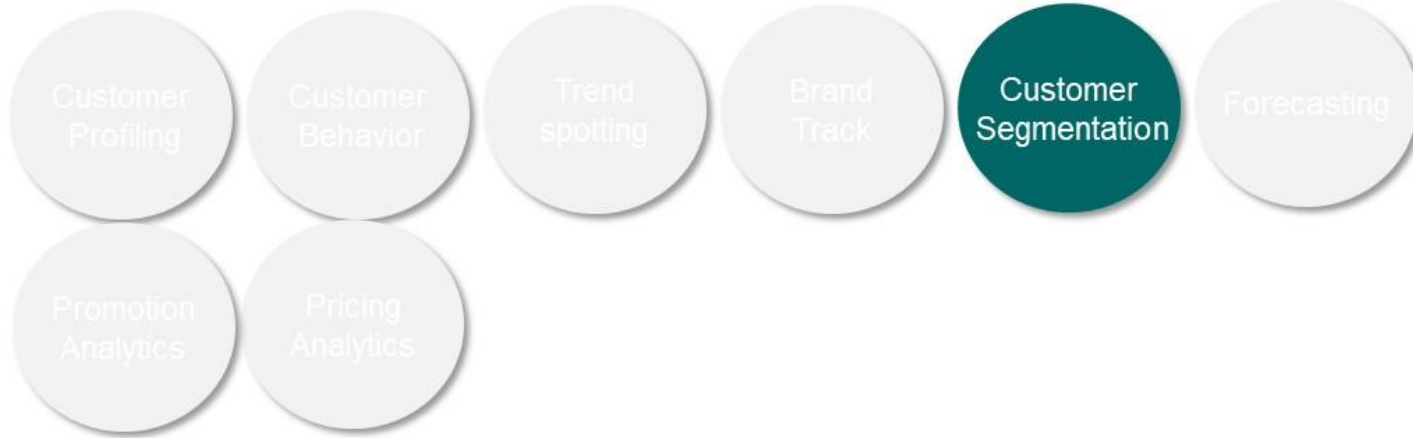 Customer
Profiling
Customer
Behavior
Trend
spotting
Brand
Track
Customer
Segmentation
Forecasting
Promotion
Analytics
Pricing
Analytics